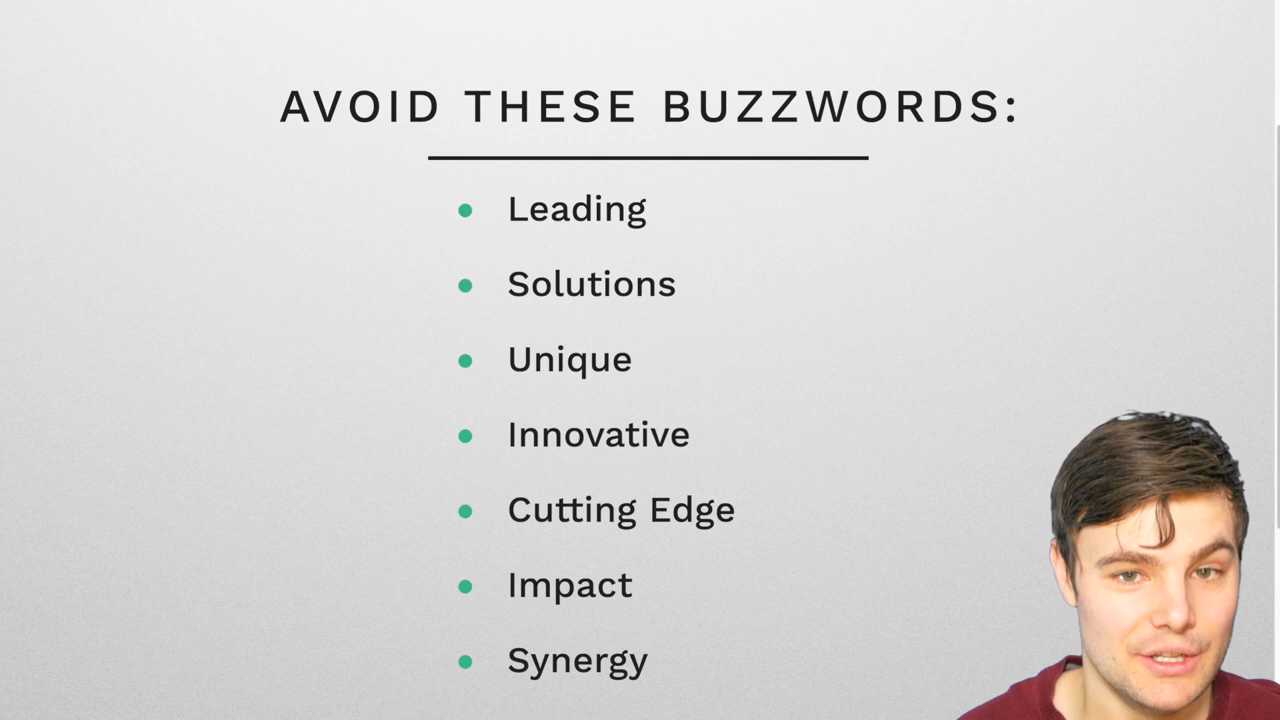 AVOID THESE BUZZWORDS:
Leading
Solutions
Unique
Innovative
Cutting Edge
Impact
Synergy